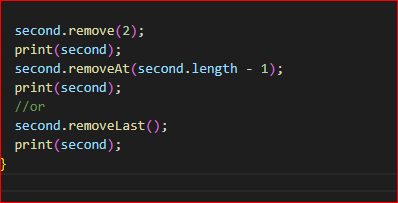 second.remove(2);
print(second);
second.removeAt(second.length - 1);
print(second);
//or
second.removeLast();
print(second);
}